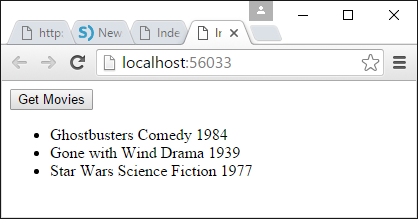 http:
New
Inde
Ir
localhost:56033
Get Movies
Ghostbusters Comedy 1984
Gone with Wind Drama 1939
Star Wars Science Fiction 1977